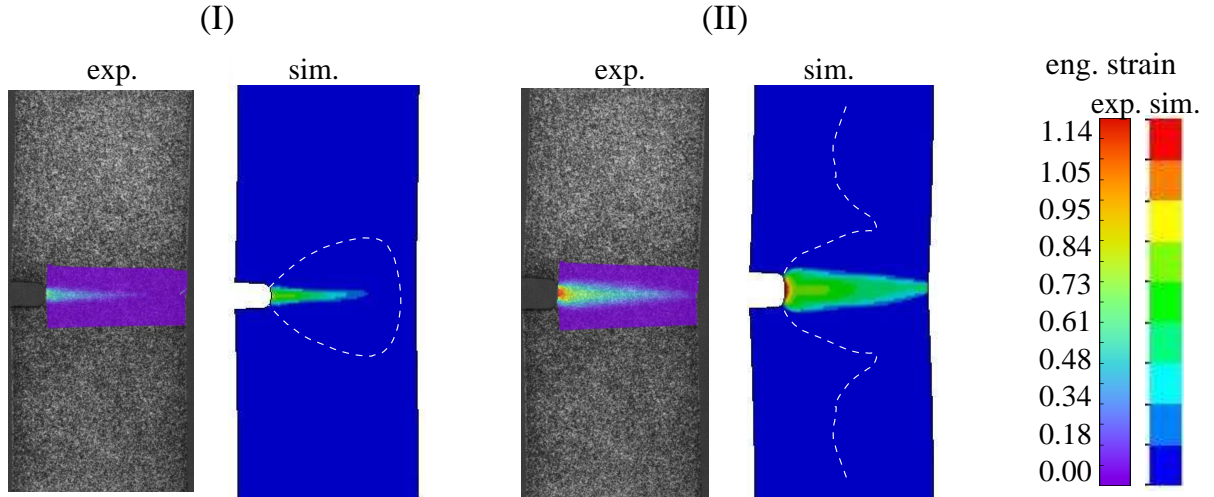 (I)
(II)
exp.
sim.
exp.
sim.
eng. strain
exp. sim.
1.14
1.05
0.95
0.84
0.73
0.61
0.48
0.34
0.18
0.00